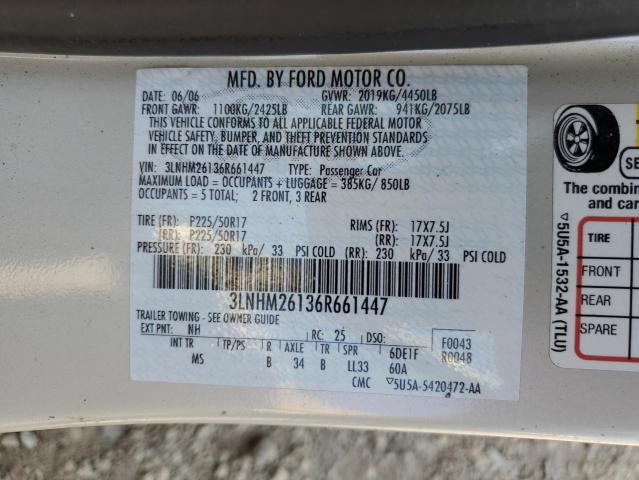 MFD. BY FORD MOTOR CO.
DATE: 06/06 GVWR: 2019KG/4450LB
FRONT GAWR: 1100KG/2425LB REAR GAWR: 941KG/2075LB
THIS VEHICLE CONFORMS TO ALL APPLICABLE FEDERAL MOTOR
VEHICLE SAFETY, BUMPER, AND THEFT PREVENTION STANDARDS
IN EFFECT ON THE DATE OF MANUFACTURE SHOWN ABOVE.
VIN: 3LNHM26136R661447 TYPE: Passenger Car
MAXIMUM LOAD = OCCUPANTS + LUGGAGE = 385KG/ 850LB
OCCUPANTS = 5 TOTAL; 2 FRONT, 3 REAR
TIRE (FR): P225/50R17 RIMS (FR): 17X7.5J
(RR): P225/50R17 (RR): 17X7.5J
PRESSURE (FR): 230 kPa/ 33 PSI COLD (RR): 230 kPa/ 33 PSI COLD
3LNHM26136R661447
TRAILER TOWING - SEE OWNER GUIDE
EXT PNT: NH RC: 25 DSO: F0043
INT TR TP/PS R AXLE TR SPR 6DE1F R0048
MS B 34 B LL33 60A
CMC ▽5U5A-5420472-AA
▽5U5A-1532-AA (TLU)
The combin
TIRE
FRONT
REAR
SPARE